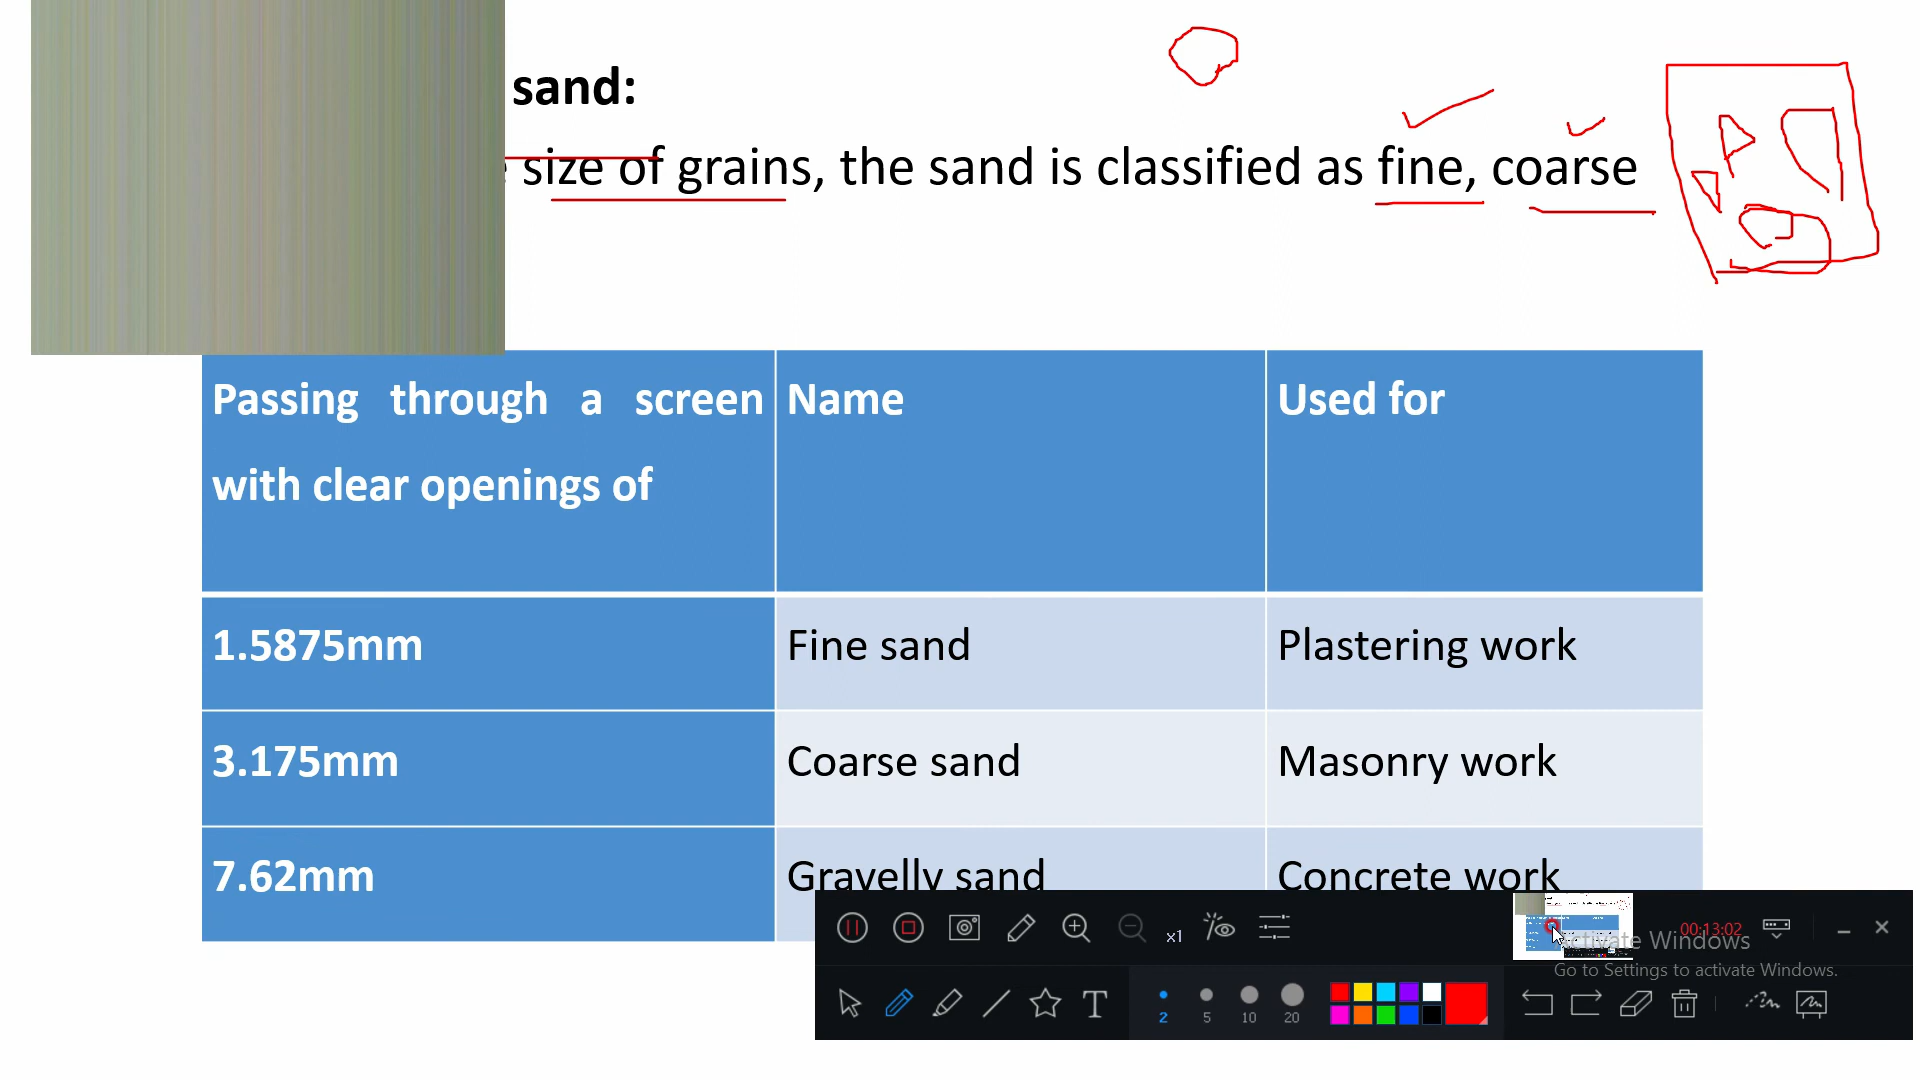 sand:
size of grains, the sand is classified as fine, coarse
Passing through a screen
with clear openings of
Name
Used for
1.5875mm
Fine sand
Plastering work
3.175mm
Coarse sand
Masonry work
7.62mm
Gravelly sand
Concrete work
x1
00:13:02
Activate Windows
Go to Settings to activate Windows.
T
2
5
10
20